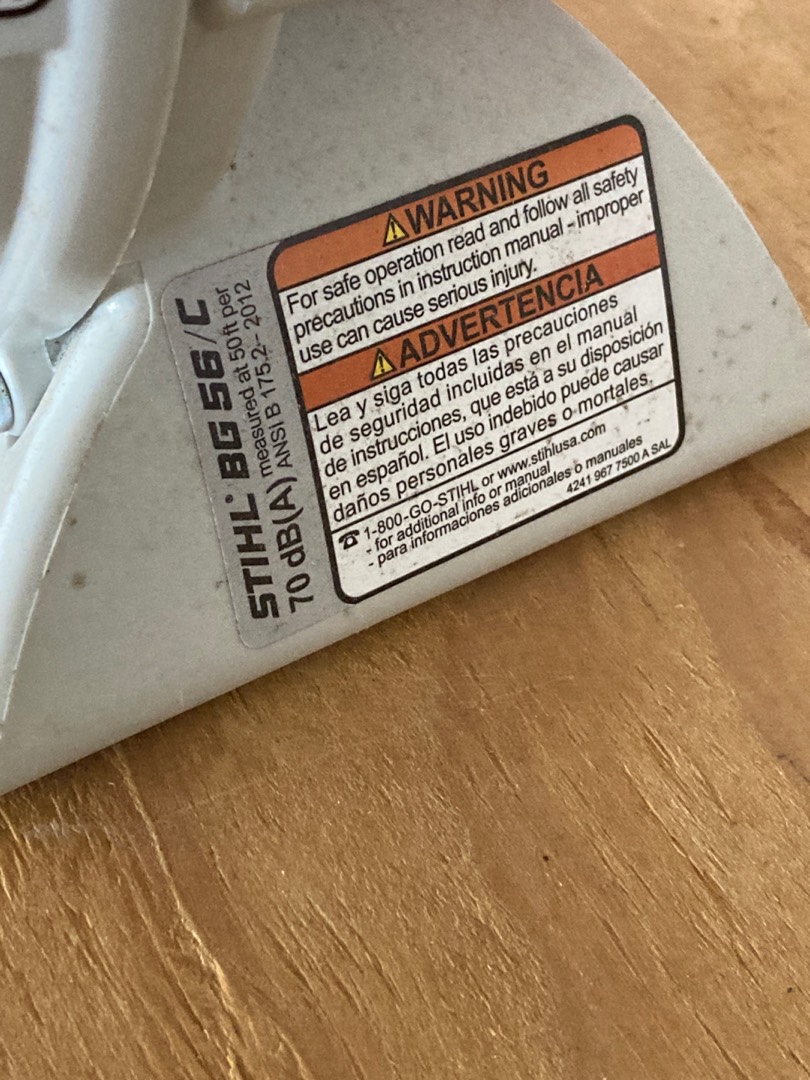 STIHL® BG 56/C
70 dB(A) measured at 50 ft per
ANSI B 175.2 - 2012
WARNING
For safe operation read and follow all safety
precautions in instruction manual - improper
use can cause serious injury.
ADVERTENCIA
Lea y siga todas las precauciones
de seguridad incluidas en el manual
de instrucciones, que está a su disposición
en español. El uso indebido puede causar
daños personales graves o mortales.
1-800-GO-STIHL or www.stihlusa.com
- for additional info or manual
- para informaciones adicionales o manuales
4241 967 7500 A SAL